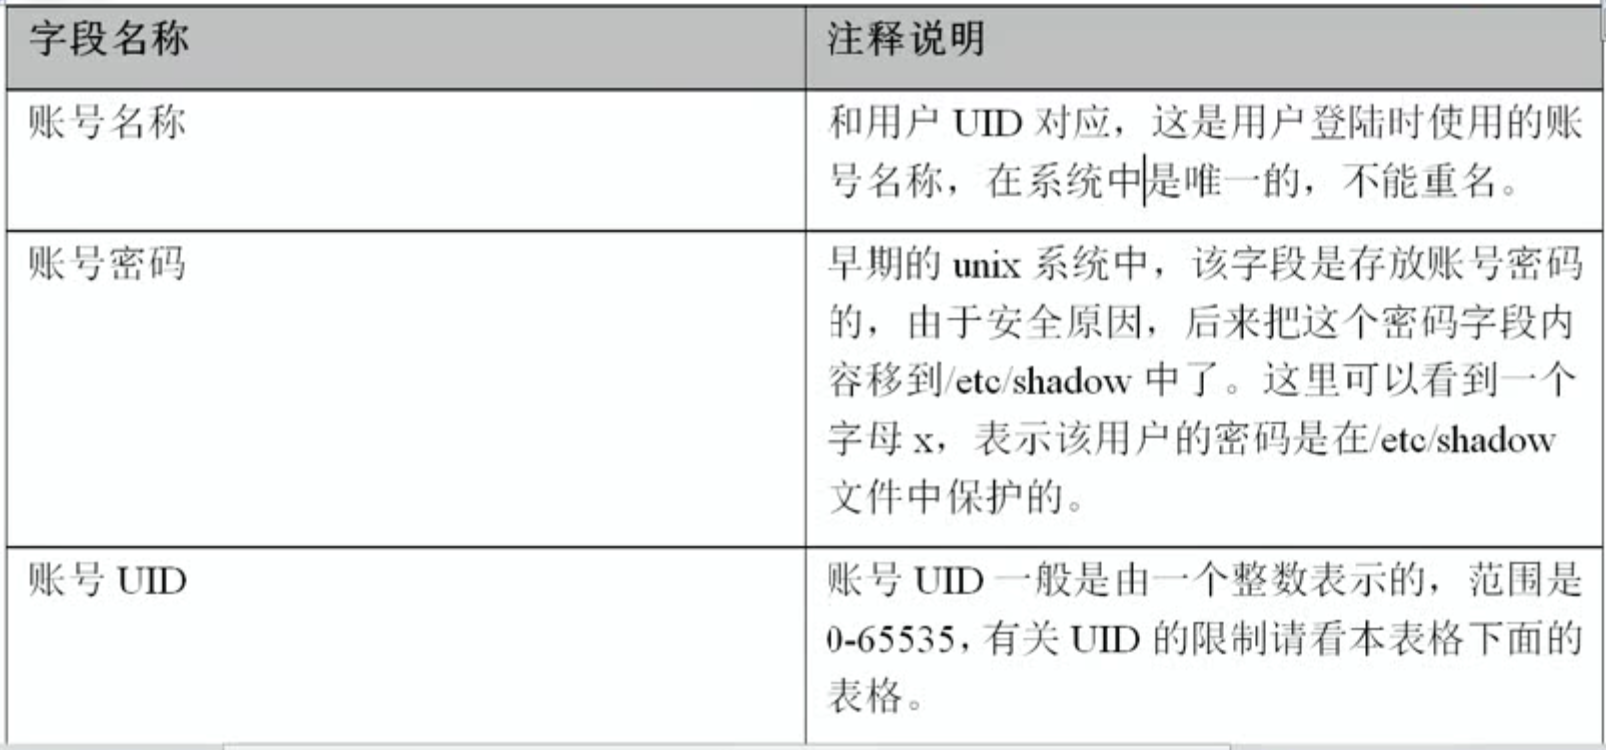 字段名称
注释说明
账号名称
和用户 UID 对应，这是用户登陆时使用的账
号名称，在系统中是唯一的，不能重名。
账号密码
早期的 unix 系统中，该字段是存放账号密码
的，由于安全原因，后来把这个密码字段内
容移到/etc/shadow 中了。这里可以看到一个
字母 x，表示该用户的密码是在/etc/shadow
文件中保护的。
账号 UID
账号 UID 一般是由一个整数表示的，范围是
0-65535，有关 UID 的限制请看本表格下面的
表格。